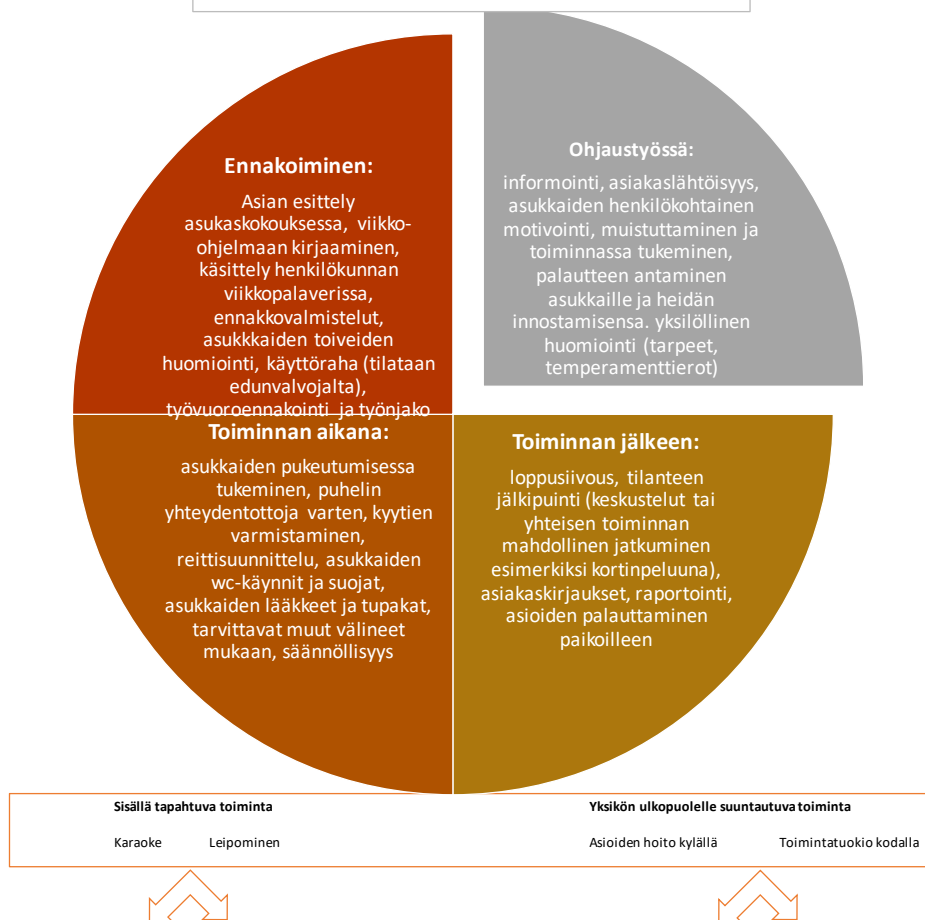 Ennakoiminen:
Asian esittely
asukaskokouksessa, viikko-
ohjelmaan kirjaaminen,
käsittely henkilökunnan
viikkopalaverissa,
ennakkovalmistelut,
asukkkaiden toiveiden
huomiointi, käyttöraha (tilataan
edunvalvojalta),
työvuoroennakointi ja työnjako
Ohjaustyössä:
informointi, asiakaslähtöisyys,
asukkaiden henkilökohtainen
motivointi, muistuttaminen ja
toiminnassa tukeminen,
palautteen antaminen
asukkaille ja heidän
innostamisensa. yksilöllinen
huomiointi (tarpeet,
temperamenttierot)
Toiminnan aikana:
asukkaiden pukeutumisessa
tukeminen, puhelin
yhteydentottoja varten, kyytien
varmistaminen,
reittisuunnittelu, asukkaiden
wc-käynnit ja suojat,
asukkaiden lääkkeet ja tupakat,
tarvittavat muut välineet
mukaan, säännöllisyys
Toiminnan jälkeen:
loppusiivous, tilanteen
jälkipuinti (keskustelut tai
yhteisen toiminnan
mahdollinen jatkuminen
esimerkiksi kortinpeluuna),
asiakaskirjaukset, raportointi,
asioiden palauttaminen
paikoilleen
Sisällä tapahtuva toiminta
Karaoke Leipominen
Yksikön ulkopuolelle suuntautuva toiminta
Asioiden hoito kylällä Toimintatuokio kodalla